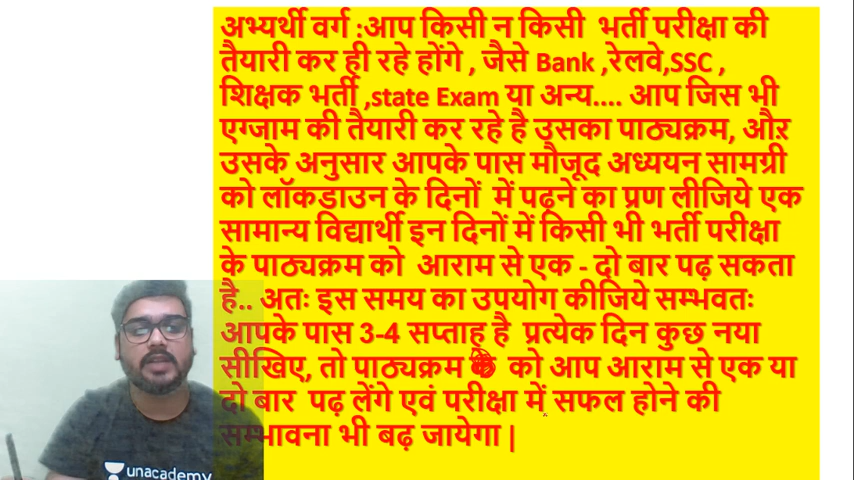 अभ्यर्थी वर्ग :आप किसी न किसी भर्ती परीक्षा की
तैयारी कर ही रहे होंगे , जैसे Bank ,रेलवे,SSC ,
शिक्षक भर्ती ,state Exam या अन्य.... आप जिस भी
एग्जाम की तैयारी कर रहे है उसका पाठ्यक्रम, और
उसके अनुसार आपके पास मौजूद अध्ययन सामग्री
को लॉकडाउन के दिनों में पढ़ने का प्रण लीजिये एक
सामान्य विद्यार्थी इन दिनों में किसी भी भर्ती परीक्षा
के पाठ्यक्रम को आराम से एक - दो बार पढ़ सकता
है.. अतः इस समय का उपयोग कीजिये सम्भवतः
आपके पास 3-4 सप्ताह है प्रत्येक दिन कुछ नया
सीखिए, तो पाठ्यक्रम को आप आराम से एक या
दो बार पढ़ लेंगे एवं परीक्षा में सफल होने की
सम्भावना भी बढ़ जायेगा |
unacademy